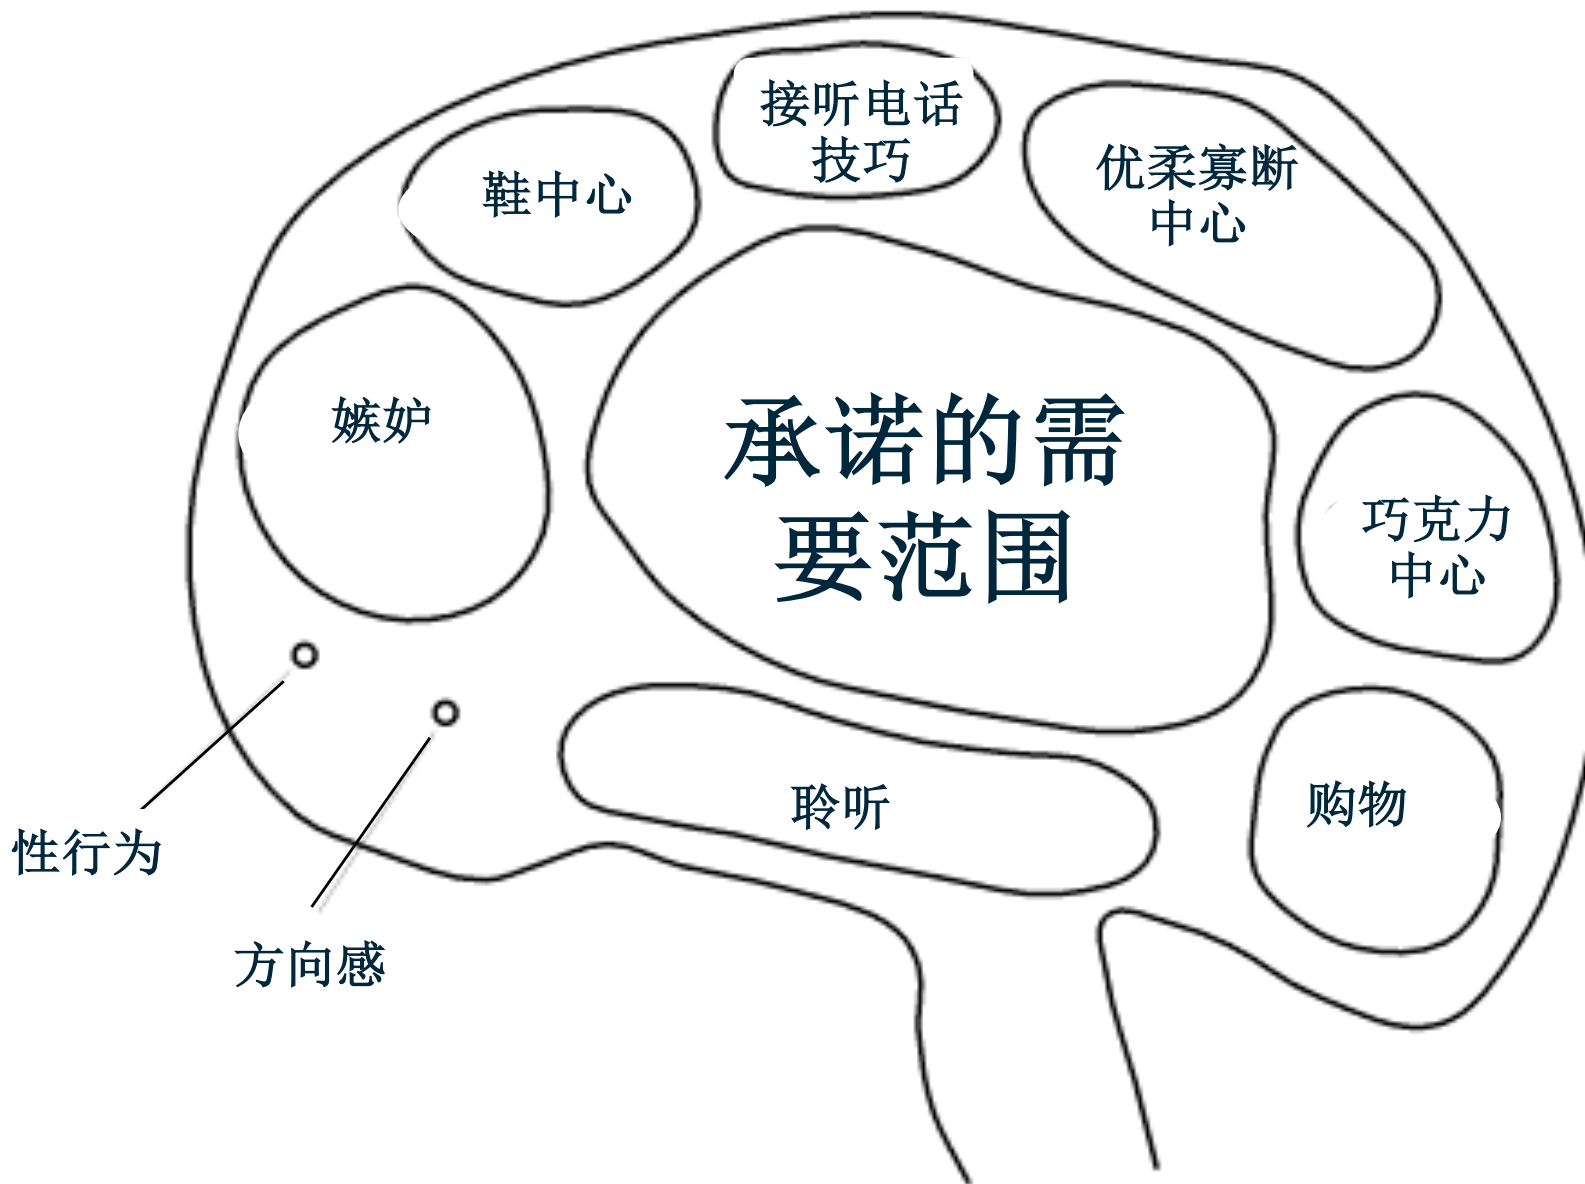 接听电话
技巧
优柔寡断
中心
鞋中心
嫉妒
承诺的需
要范围
巧克力
中心
聆听
购物
性行为
方向感